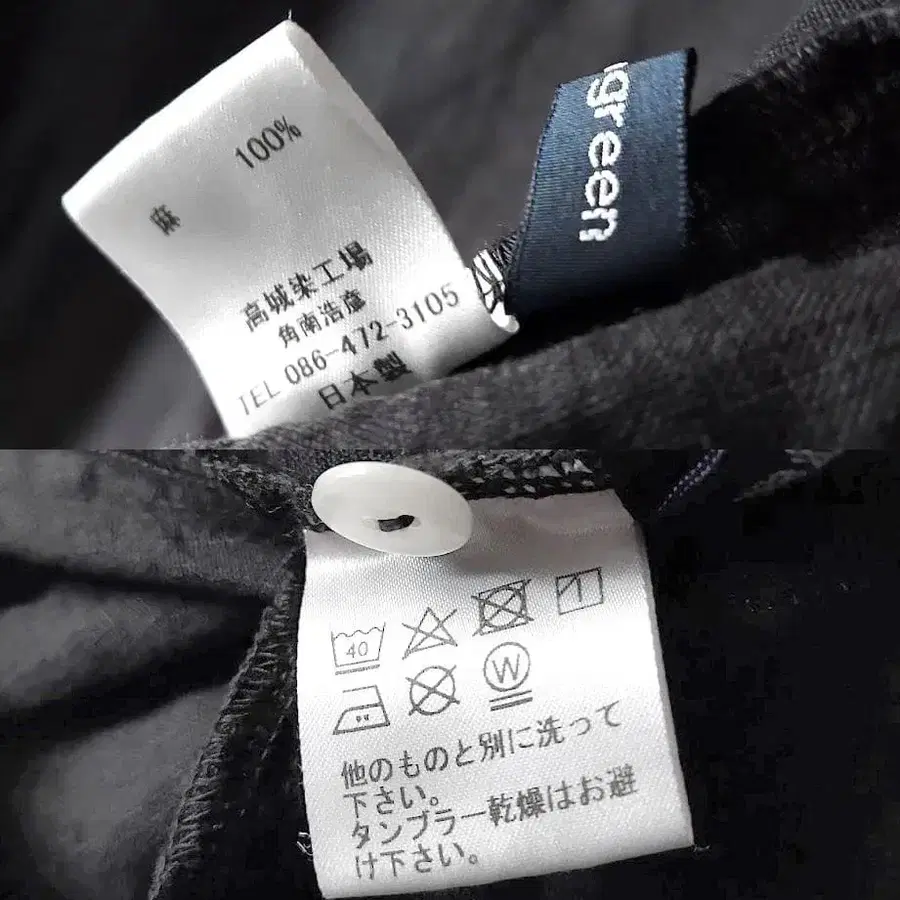 麻 100%
高城染工場
角南浩彦
TEL 086-472-3105
日本製
green
40
W
他のものと別に洗って
下さい。
タンブラー乾燥はお避
け下さい。